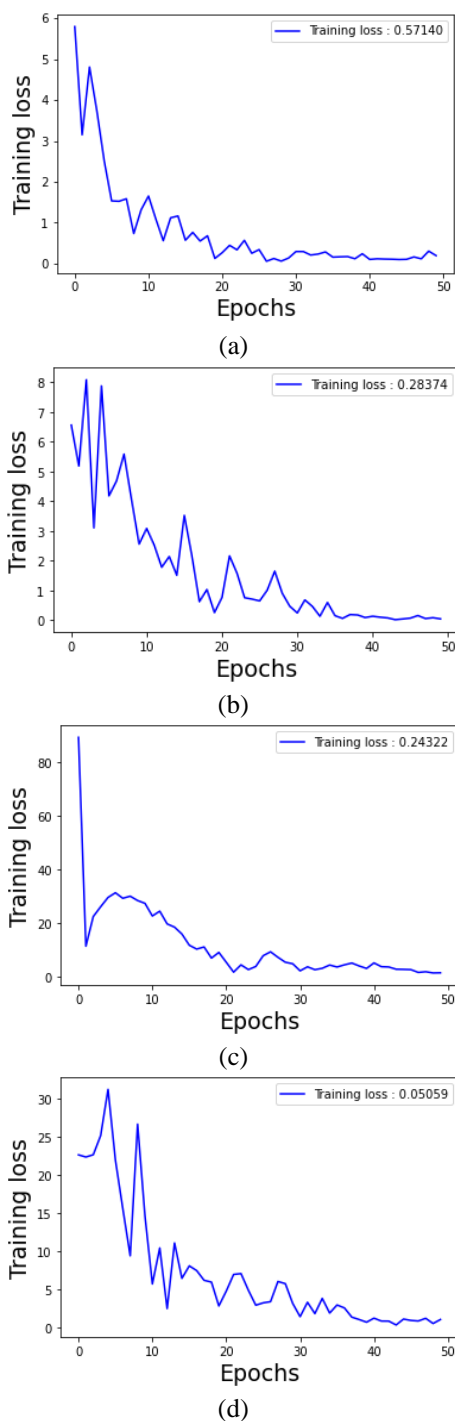 Training loss : 0.57140
Training loss
6
5
4
3
2
1
0
0 10 20 30 40 50
Epochs
(a)
Training loss : 0.28374
Training loss
8
7
6
5
4
3
2
1
0
0 10 20 30 40 50
Epochs
(b)
Training loss : 0.24322
Training loss
80
60
40
20
0
0 10 20 30 40 50
Epochs
(c)
Training loss : 0.05059
Training loss
30
25
20
15
10
5
0
0 10 20 30 40 50
Epochs
(d)